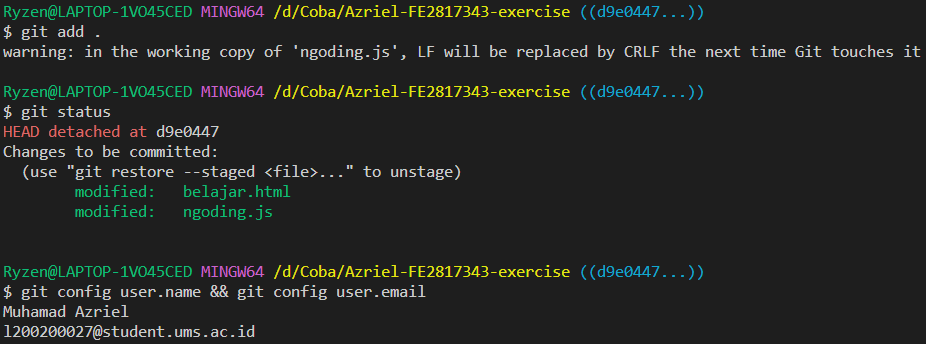 Ryzen@LAPTOP-1VO45CED MINGW64 /d/Coba/Azriel-FE2817343-exercise ((d9e0447...))
$ git add .
warning: in the working copy of 'ngoding.js', LF will be replaced by CRLF the next time Git touches it
Ryzen@LAPTOP-1VO45CED MINGW64 /d/Coba/Azriel-FE2817343-exercise ((d9e0447...))
$ git status
HEAD detached at d9e0447
Changes to be committed:
  (use "git restore --staged <file>..." to unstage)
        modified:   belajar.html
        modified:   ngoding.js
Ryzen@LAPTOP-1VO45CED MINGW64 /d/Coba/Azriel-FE2817343-exercise ((d9e0447...))
$ git config user.name && git config user.email
Muhamad Azriel
l200200027@student.ums.ac.id